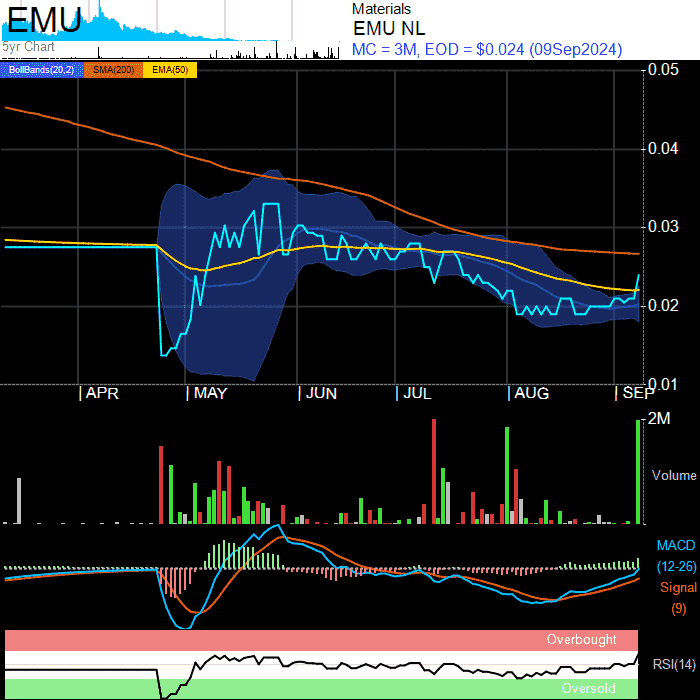 EMU
5yr Chart
Materials
EMU NL
MC = 3M, EOD = $0.024 (09Sep2024)
BollBands(20,2) SMA(200) EMA(50)
0.05
0.04
0.03
0.02
0.01
| APR | MAY | JUN | JUL | AUG | SEP
2M
Volume
MACD
(12-26)
Signal
(9)
Overbought
RSI(14)
Oversold